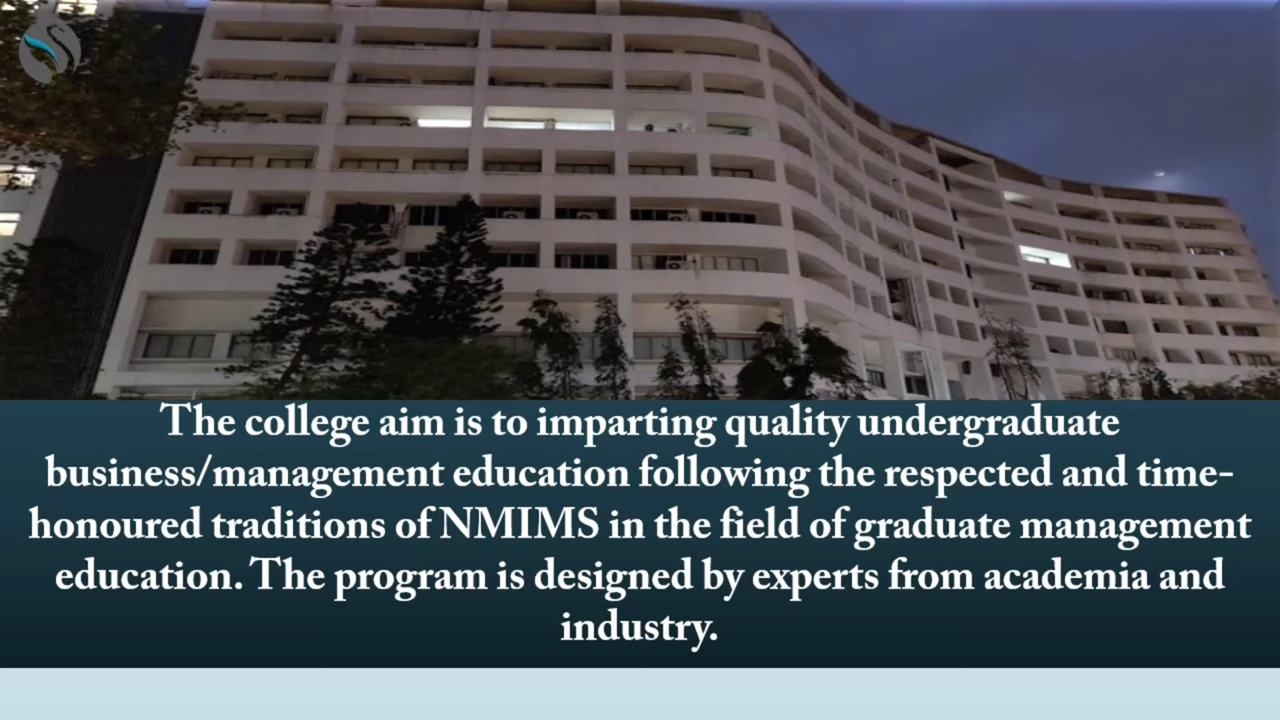 The college aim is to imparting quality undergraduate
business/management education following the respected and time-
honoured traditions of NMIMS in the field of graduate management
education. The program is designed by experts from academia and
industry.